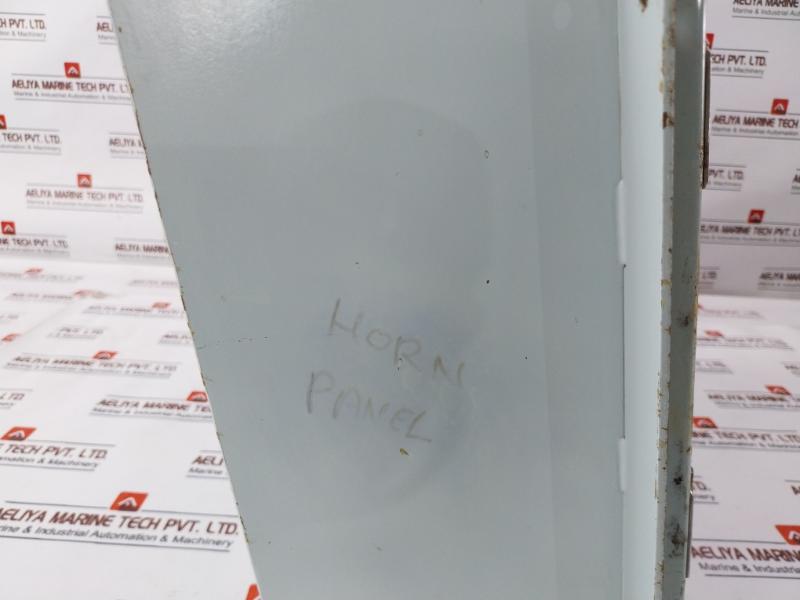 AELIYA MARINE TECH PVT. LTD.
Marine & Industrial Automation & Machinery
HORN
PANEL